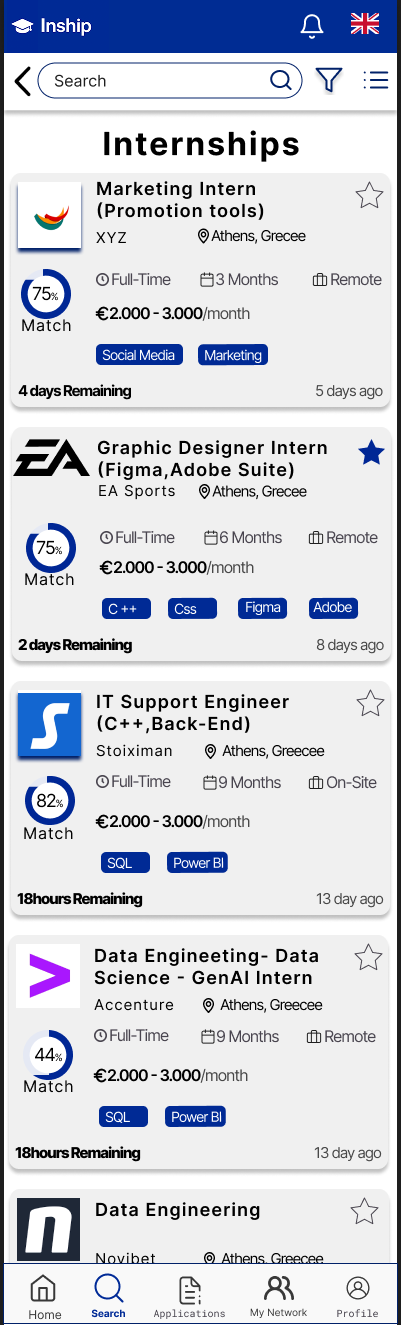 Inship
Search
Internships
Marketing Intern
(Promotion tools)
XYZ Athens, Grecee
75%
Match
Full-Time 3 Months Remote
€2.000 - 3.000/month
Social Media Marketing
4 days Remaining 5 days ago
EA
Graphic Designer Intern
(Figma,Adobe Suite)
EA Sports Athens, Grecee
75%
Match
Full-Time 6 Months Remote
€2.000 - 3.000/month
C ++ Css Figma Adobe
2 days Remaining 8 days ago
S
IT Support Engineer
(C++,Back-End)
Stoiximan Athens, Greecee
82%
Match
Full-Time 9 Months On-Site
€2.000 - 3.000/month
SQL Power BI
18hours Remaining 13 day ago
Data Engineeting- Data
Science - GenAI Intern
Accenture Athens, Greecee
44%
Match
Full-Time 9 Months Remote
€2.000 - 3.000/month
SQL Power BI
18hours Remaining 13 day ago
n
Data Engineering
Novibet Athens, Greecee
Home Search Applications My Network Profile